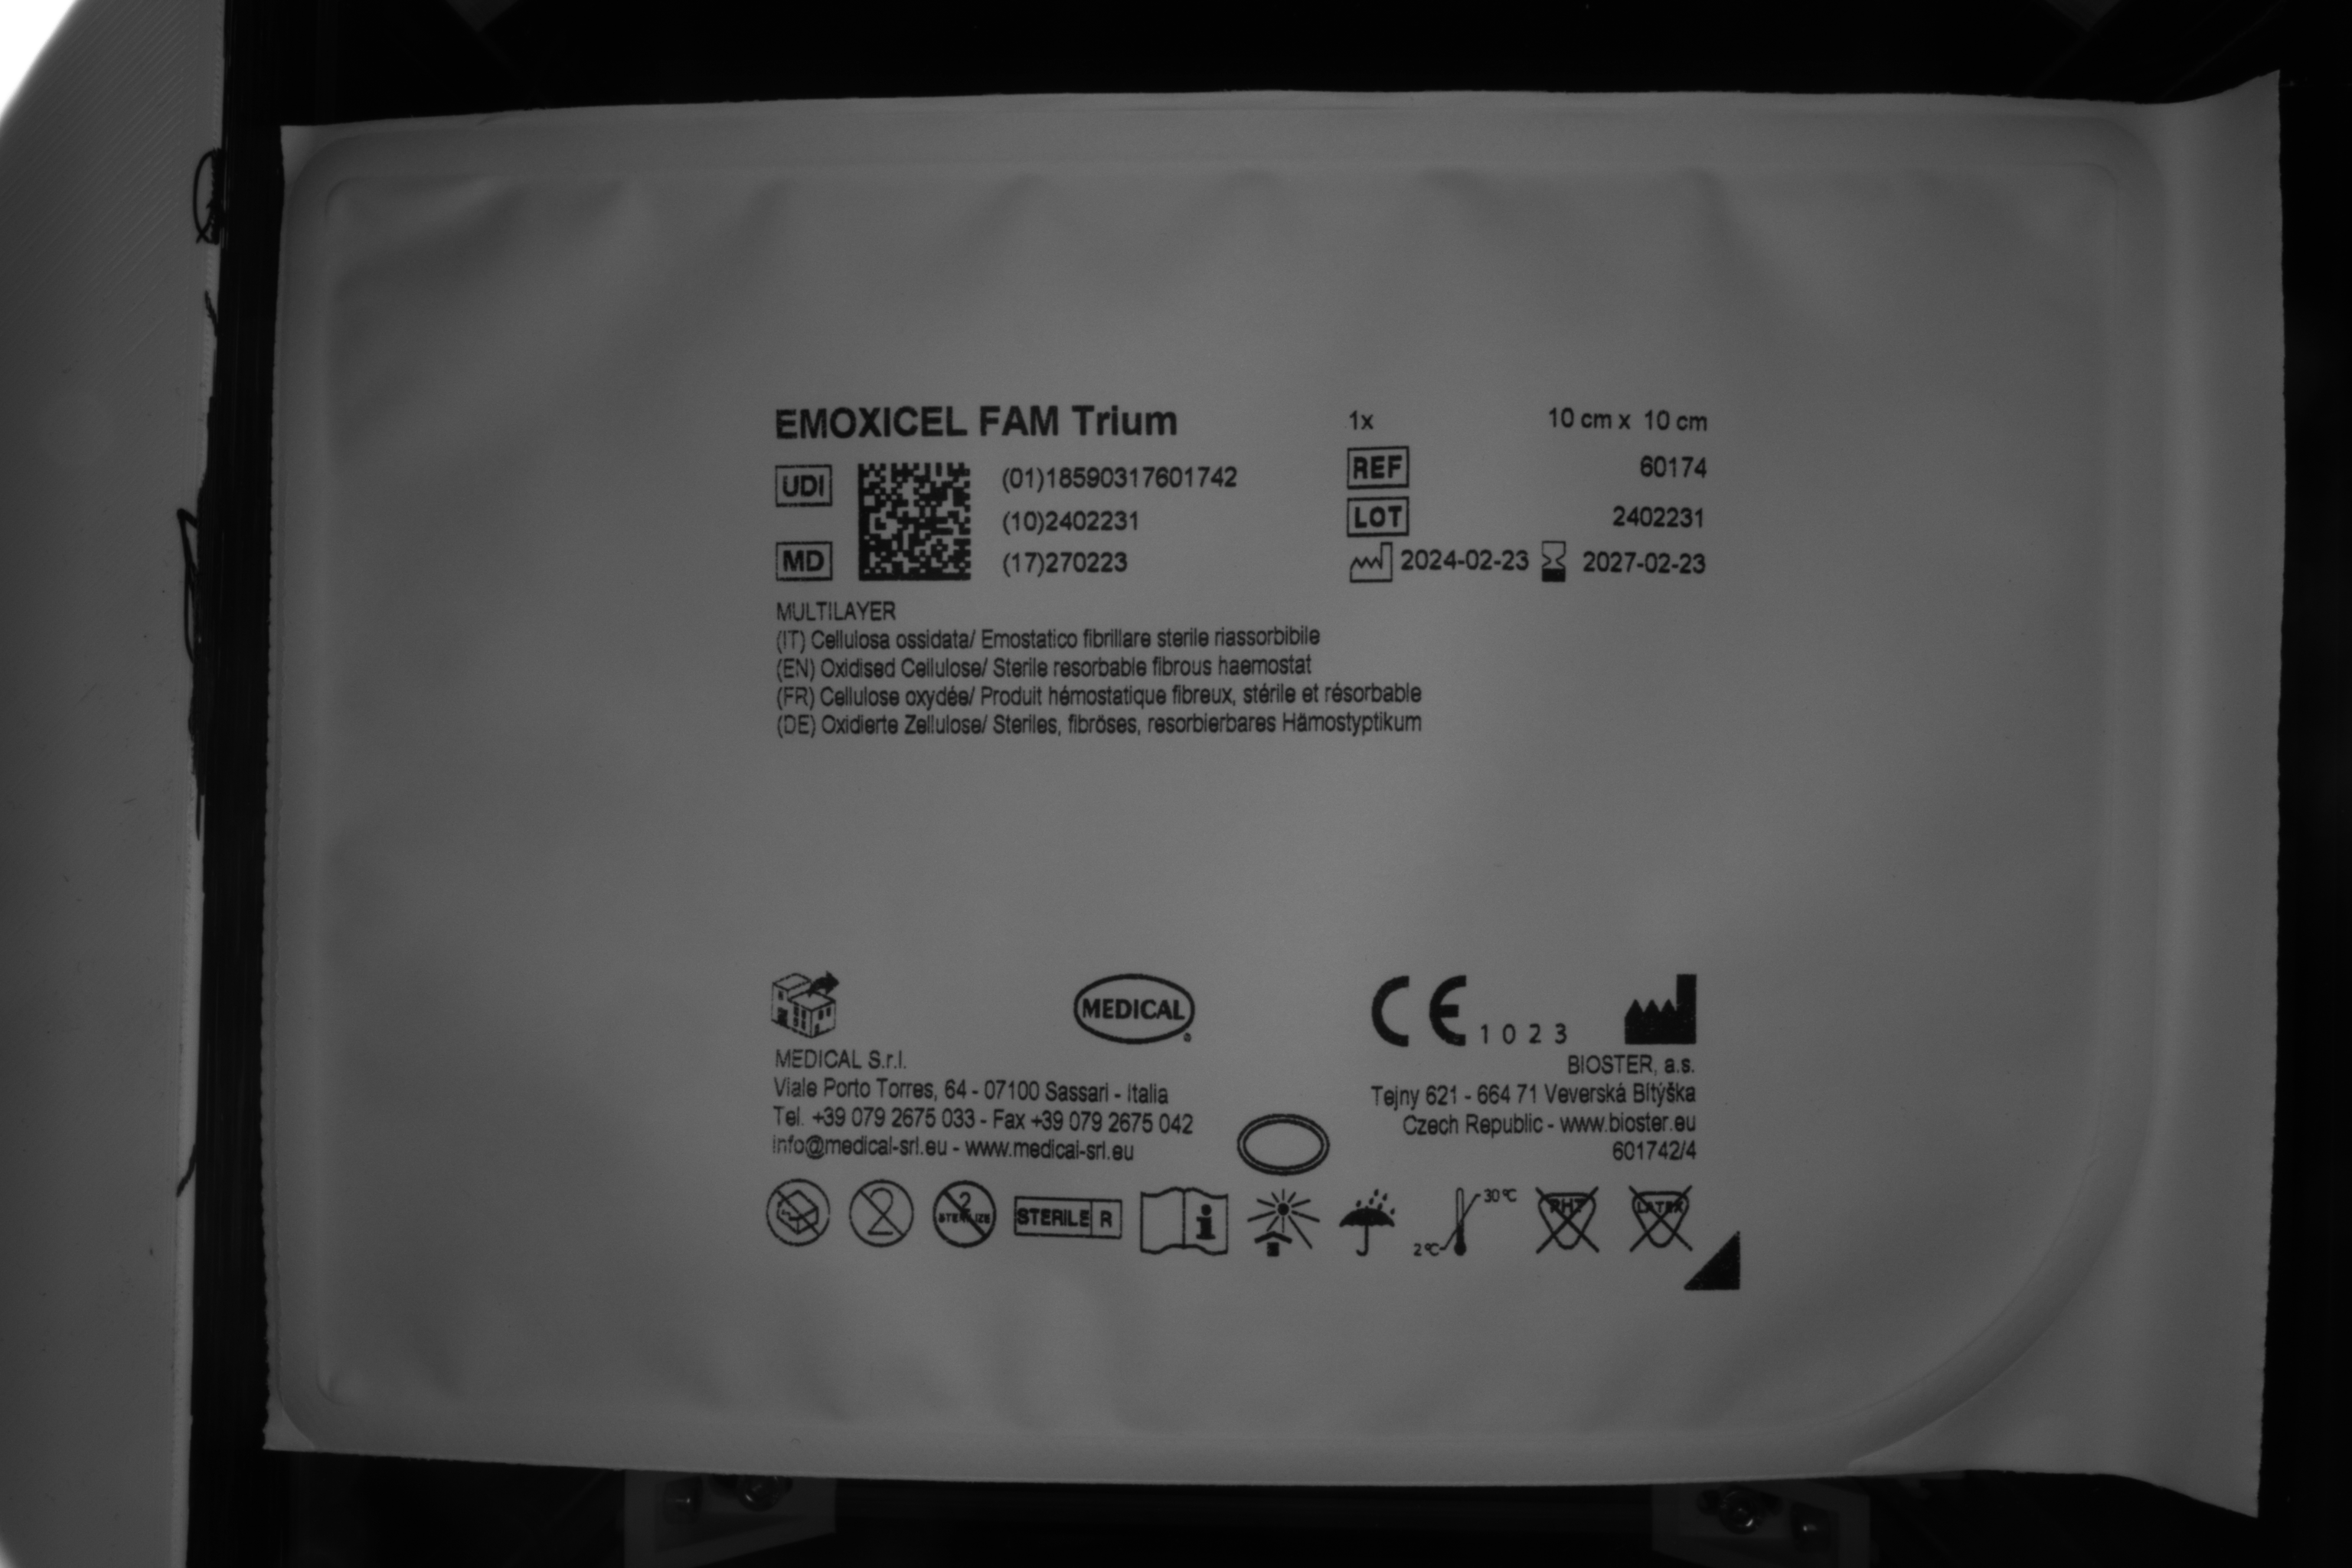 EMOXICEL FAM Trium
1x 10 cm x 10 cm
UDI (01)18590317601742
REF 60174
(10)2402231
LOT 2402231
MD (17)270223
2024-02-23 2027-02-23
MULTILAYER
(IT) Cellulosa ossidata/ Emostatico fibrillare sterile riassorbibile
(EN) Oxidised Cellulose/ Sterile resorbable fibrous haemostat
(FR) Cellulose oxydée/ Produit hémostatique fibreux, stérile et résorbable
(DE) Oxidierte Zellulose/ Steriles, fibröses, resorbierbares Hämostyptikum
MEDICAL
CE 1023
MEDICAL S.r.l.
Viale Porto Torres, 64 - 07100 Sassari - Italia
Tel. +39 079 2675 033 - Fax +39 079 2675 042
info@medical-srl.eu - www.medical-srl.eu
BIOSTER, a.s.
Tejny 621 - 664 71 Veverská Bítýška
Czech Republic - www.bioster.eu
601742/4
2
2 STERILIZE
STERILE R
i
2°C 30°C
PHT
LATEX